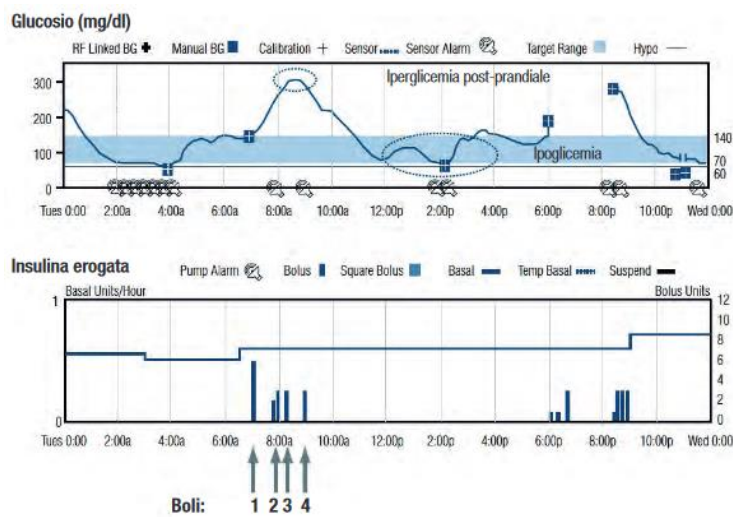 Glucosio (mg/dl)
RF Linked BG Manual BG Calibration Sensor Sensor Alarm Target Range Hypo
300
Iperglicemia post-prandiale
200
140
100
Ipoglicemia
70
0
60
Tues 0:00 2:00a 4:00a 6:00a 8:00a 10:00a 12:00p 2:00p 4:00p 6:00p 8:00p 10:00p Wed 0:00
Insulina erogata
Pump Alarm Bolus Square Bolus Basal Temp Basal Suspend
Basal Units/Hour Bolus Units
1 12
10
8
6
4
2
0 0
Tues 0:00 2:00a 4:00a 6:00a 8:00a 10:00a 12:00p 2:00p 4:00p 6:00p 8:00p 10:00p Wed 0:00
Boli: 1 2 3 4